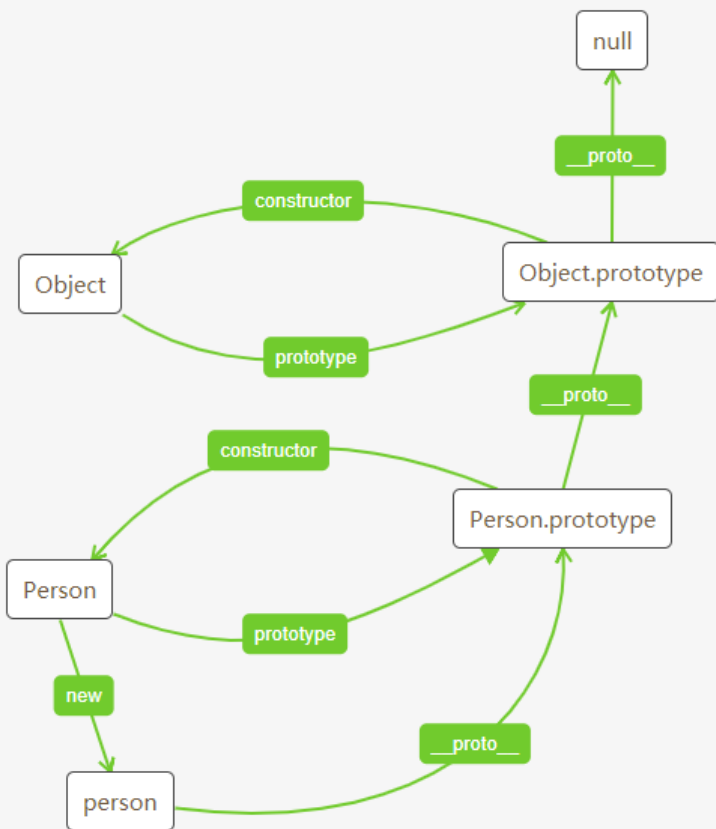 null
__proto__
constructor
Object
Object.prototype
prototype
__proto__
constructor
Person.prototype
Person
prototype
new
__proto__
person